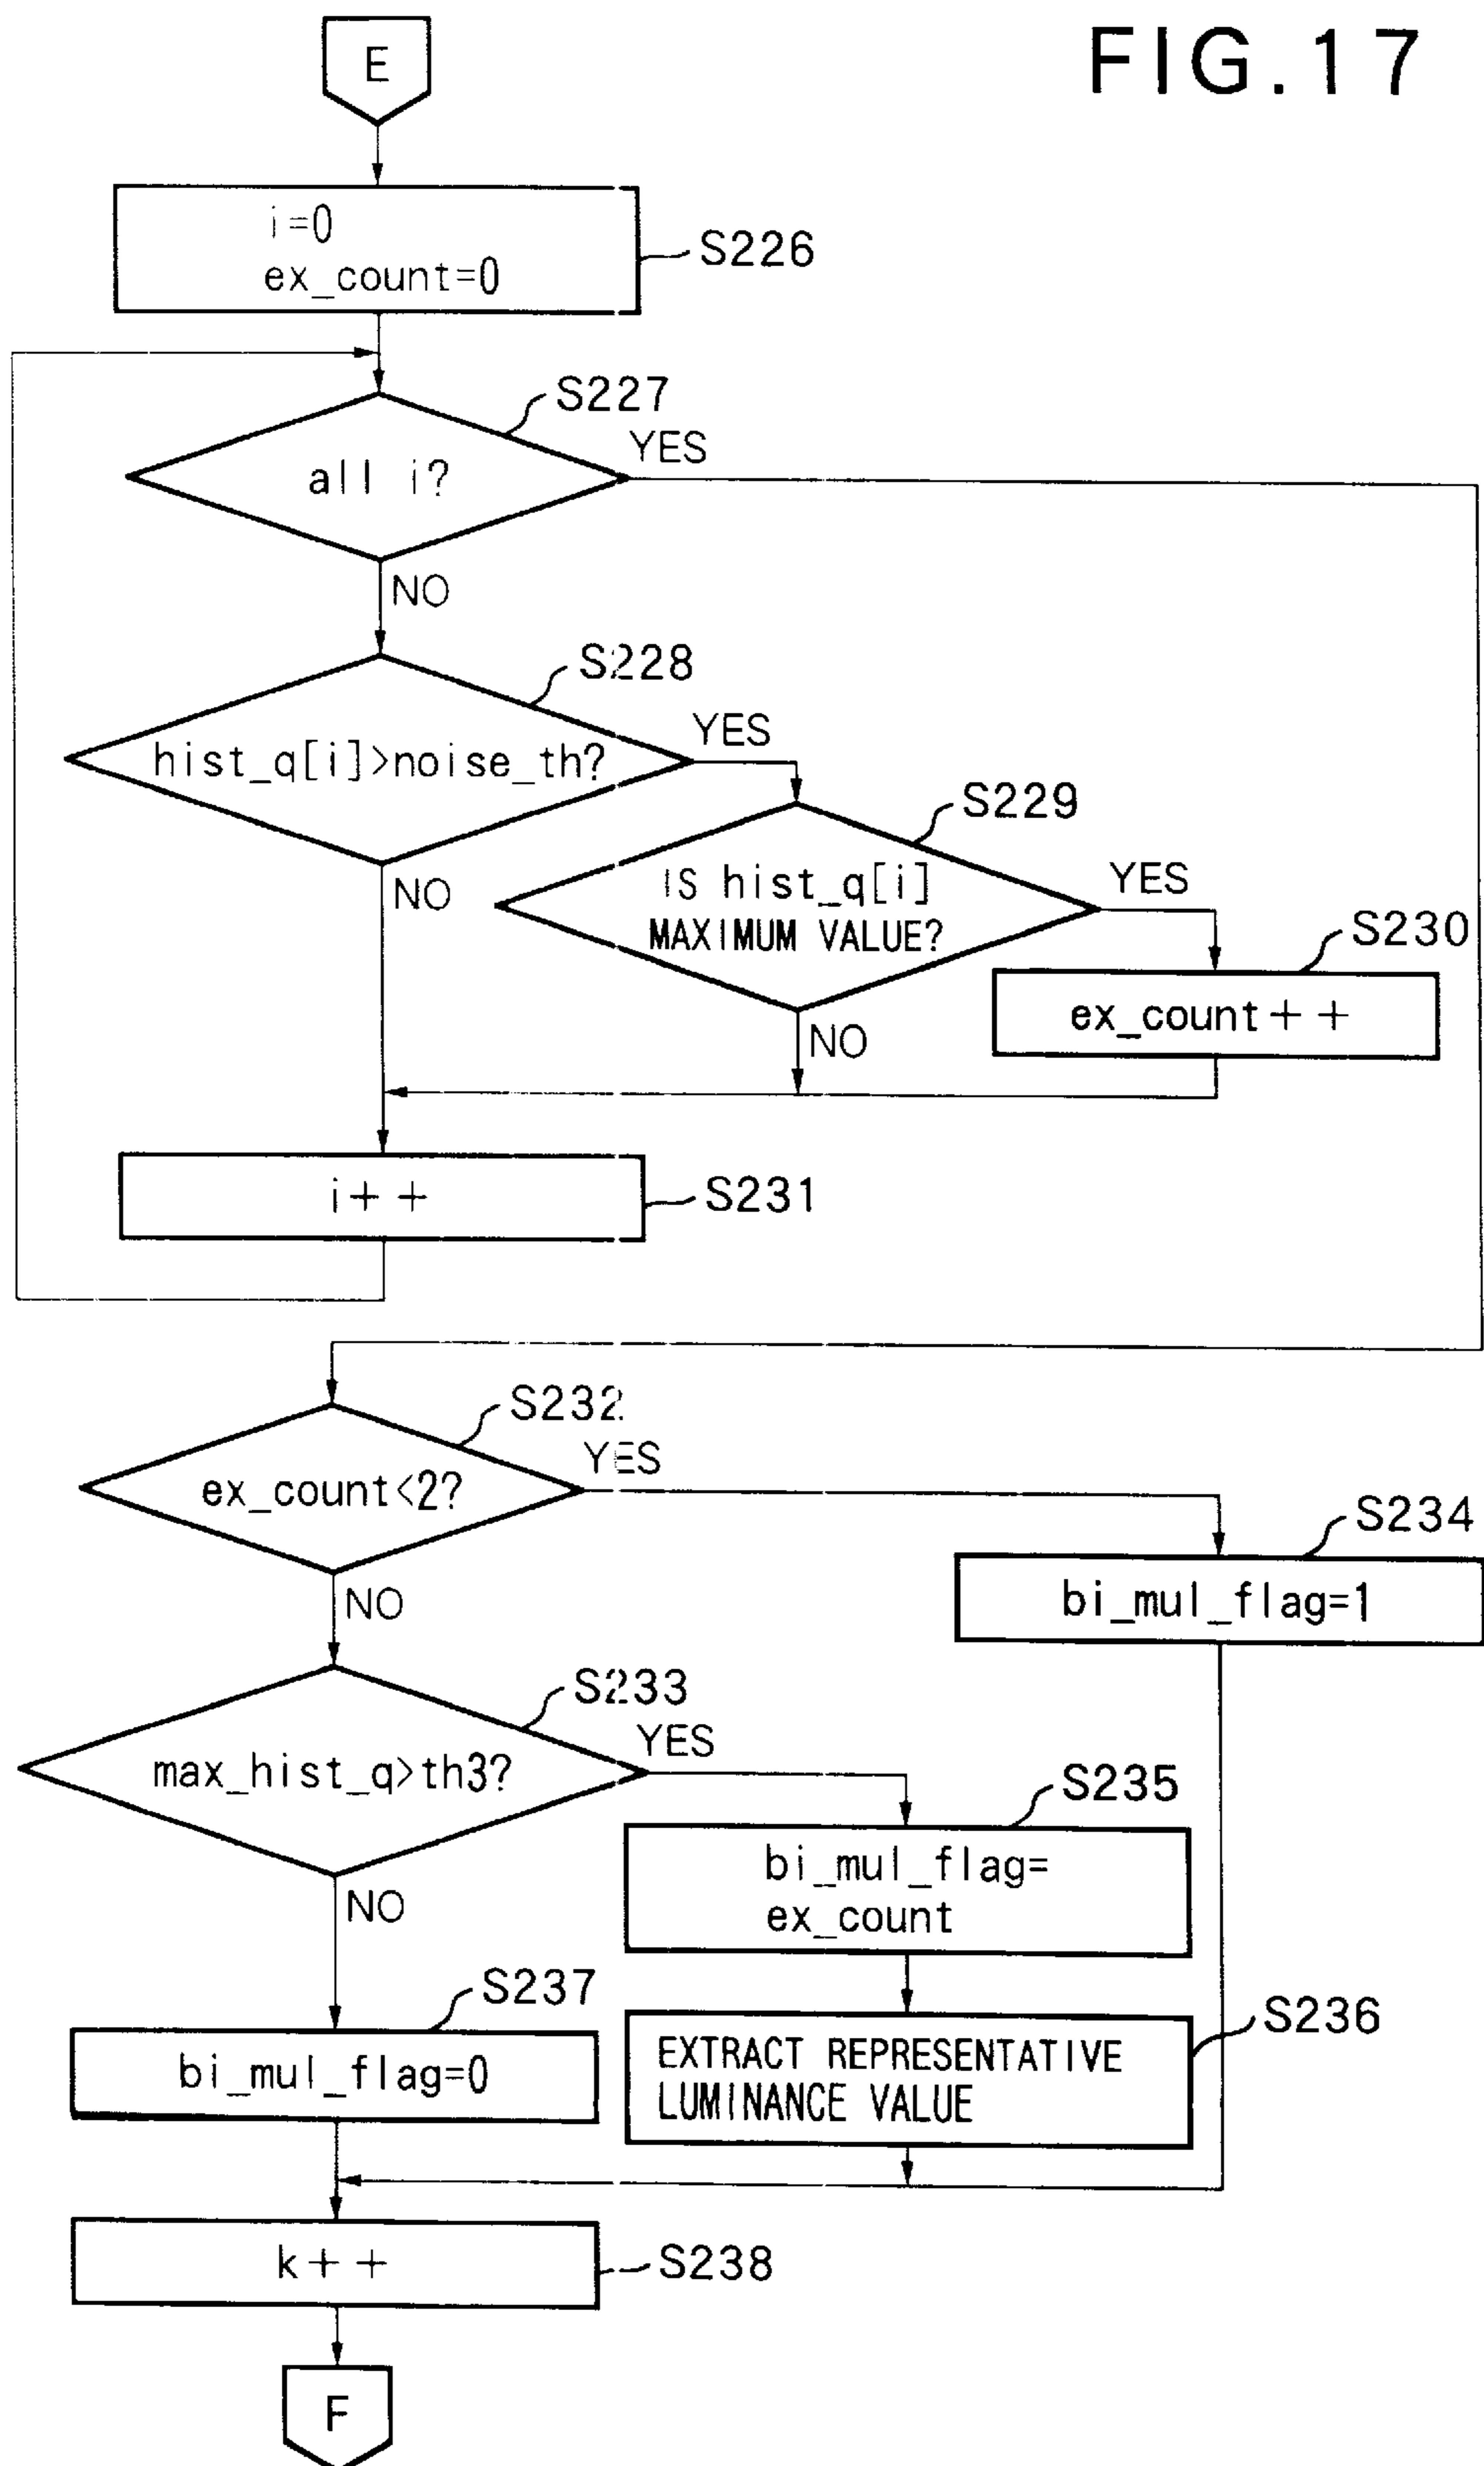 FIG.17
E
i=0
ex_count=0
S226
S227
all i?
YES
NO
S228
hist_q[i]>noise_th?
YES
NO
S229
IS hist_q[i]
MAXIMUM VALUE?
YES
NO
S230
ex_count++
i++
S231
S232
ex_count<2?
YES
NO
S234
bi_mul_flag=1
S233
max_hist_q>th3?
YES
NO
S235
bi_mul_flag=
ex_count
S237
bi_mul_flag=0
S236
EXTRACT REPRESENTATIVE
LUMINANCE VALUE
k++
S238
F